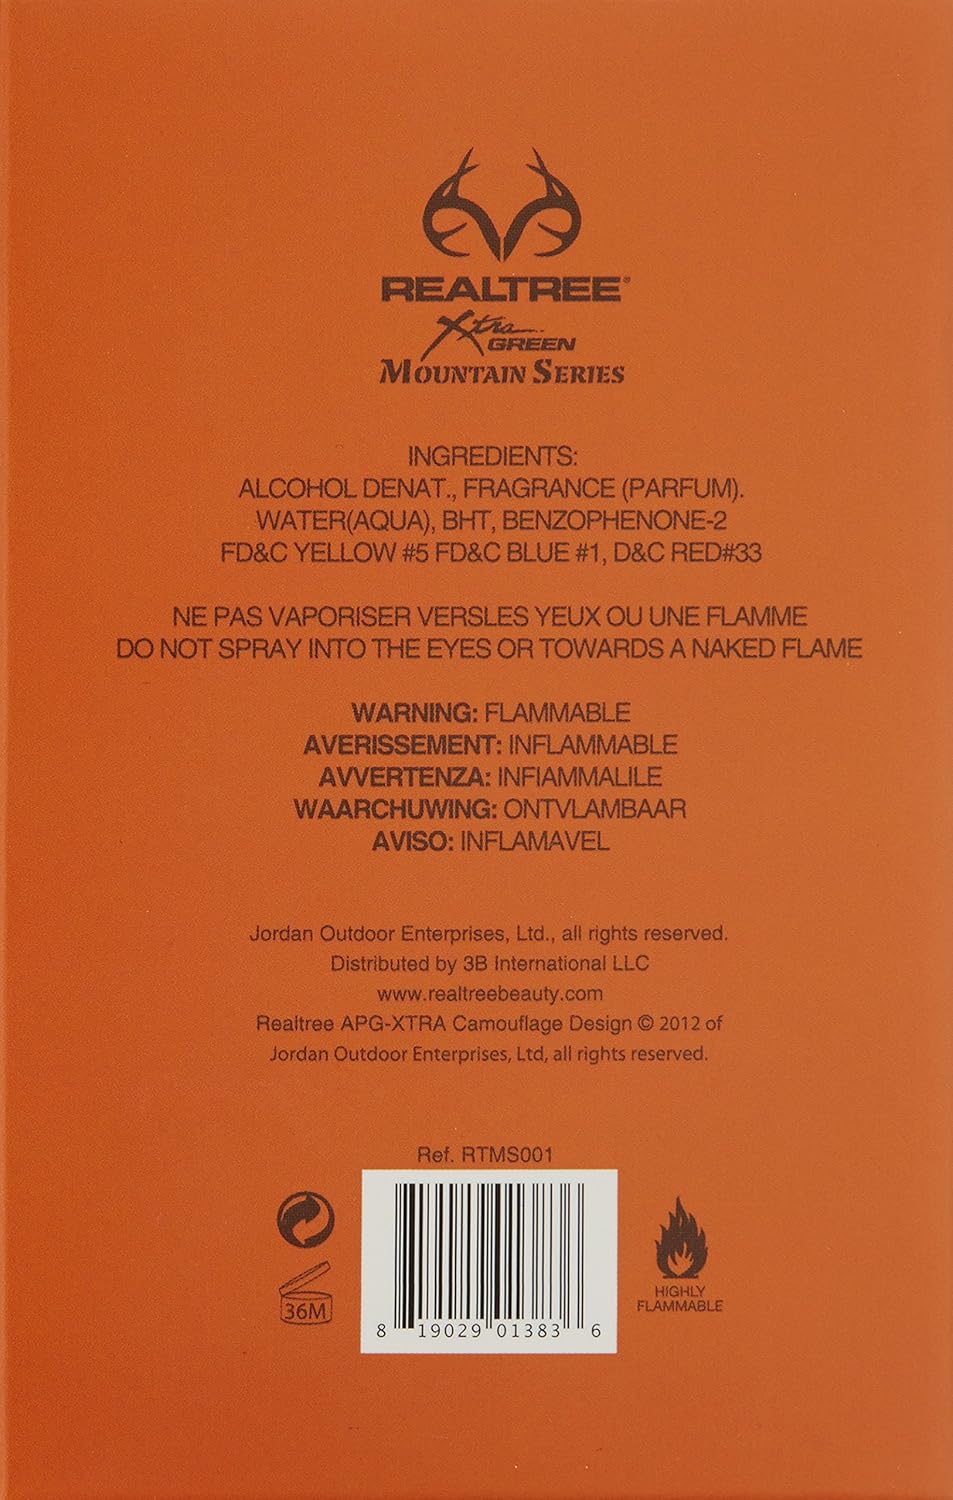 REALTREE®
Xtra
GREEN
MOUNTAIN SERIES
INGREDIENTS:
ALCOHOL DENAT., FRAGRANCE (PARFUM).
WATER(AQUA), BHT, BENZOPHENONE-2
FD&C YELLOW #5 FD&C BLUE #1, D&C RED#33
NE PAS VAPORISER VERSLES YEUX OU UNE FLAMME
DO NOT SPRAY INTO THE EYES OR TOWARDS A NAKED FLAME
WARNING: FLAMMABLE
AVERISSEMENT: INFLAMMABLE
AVVERTENZA: INFIAMMALILE
WAARCHUWING: ONTVLAMBAAR
AVISO: INFLAMAVEL
Jordan Outdoor Enterprises, Ltd., all rights reserved.
Distributed by 3B International LLC
www.realtreebeauty.com
Realtree APG-XTRA Camouflage Design © 2012 of
Jordan Outdoor Enterprises, Ltd, all rights reserved.
Ref. RTMS001
36M
8 19029 01383 6
HIGHLY
FLAMMABLE